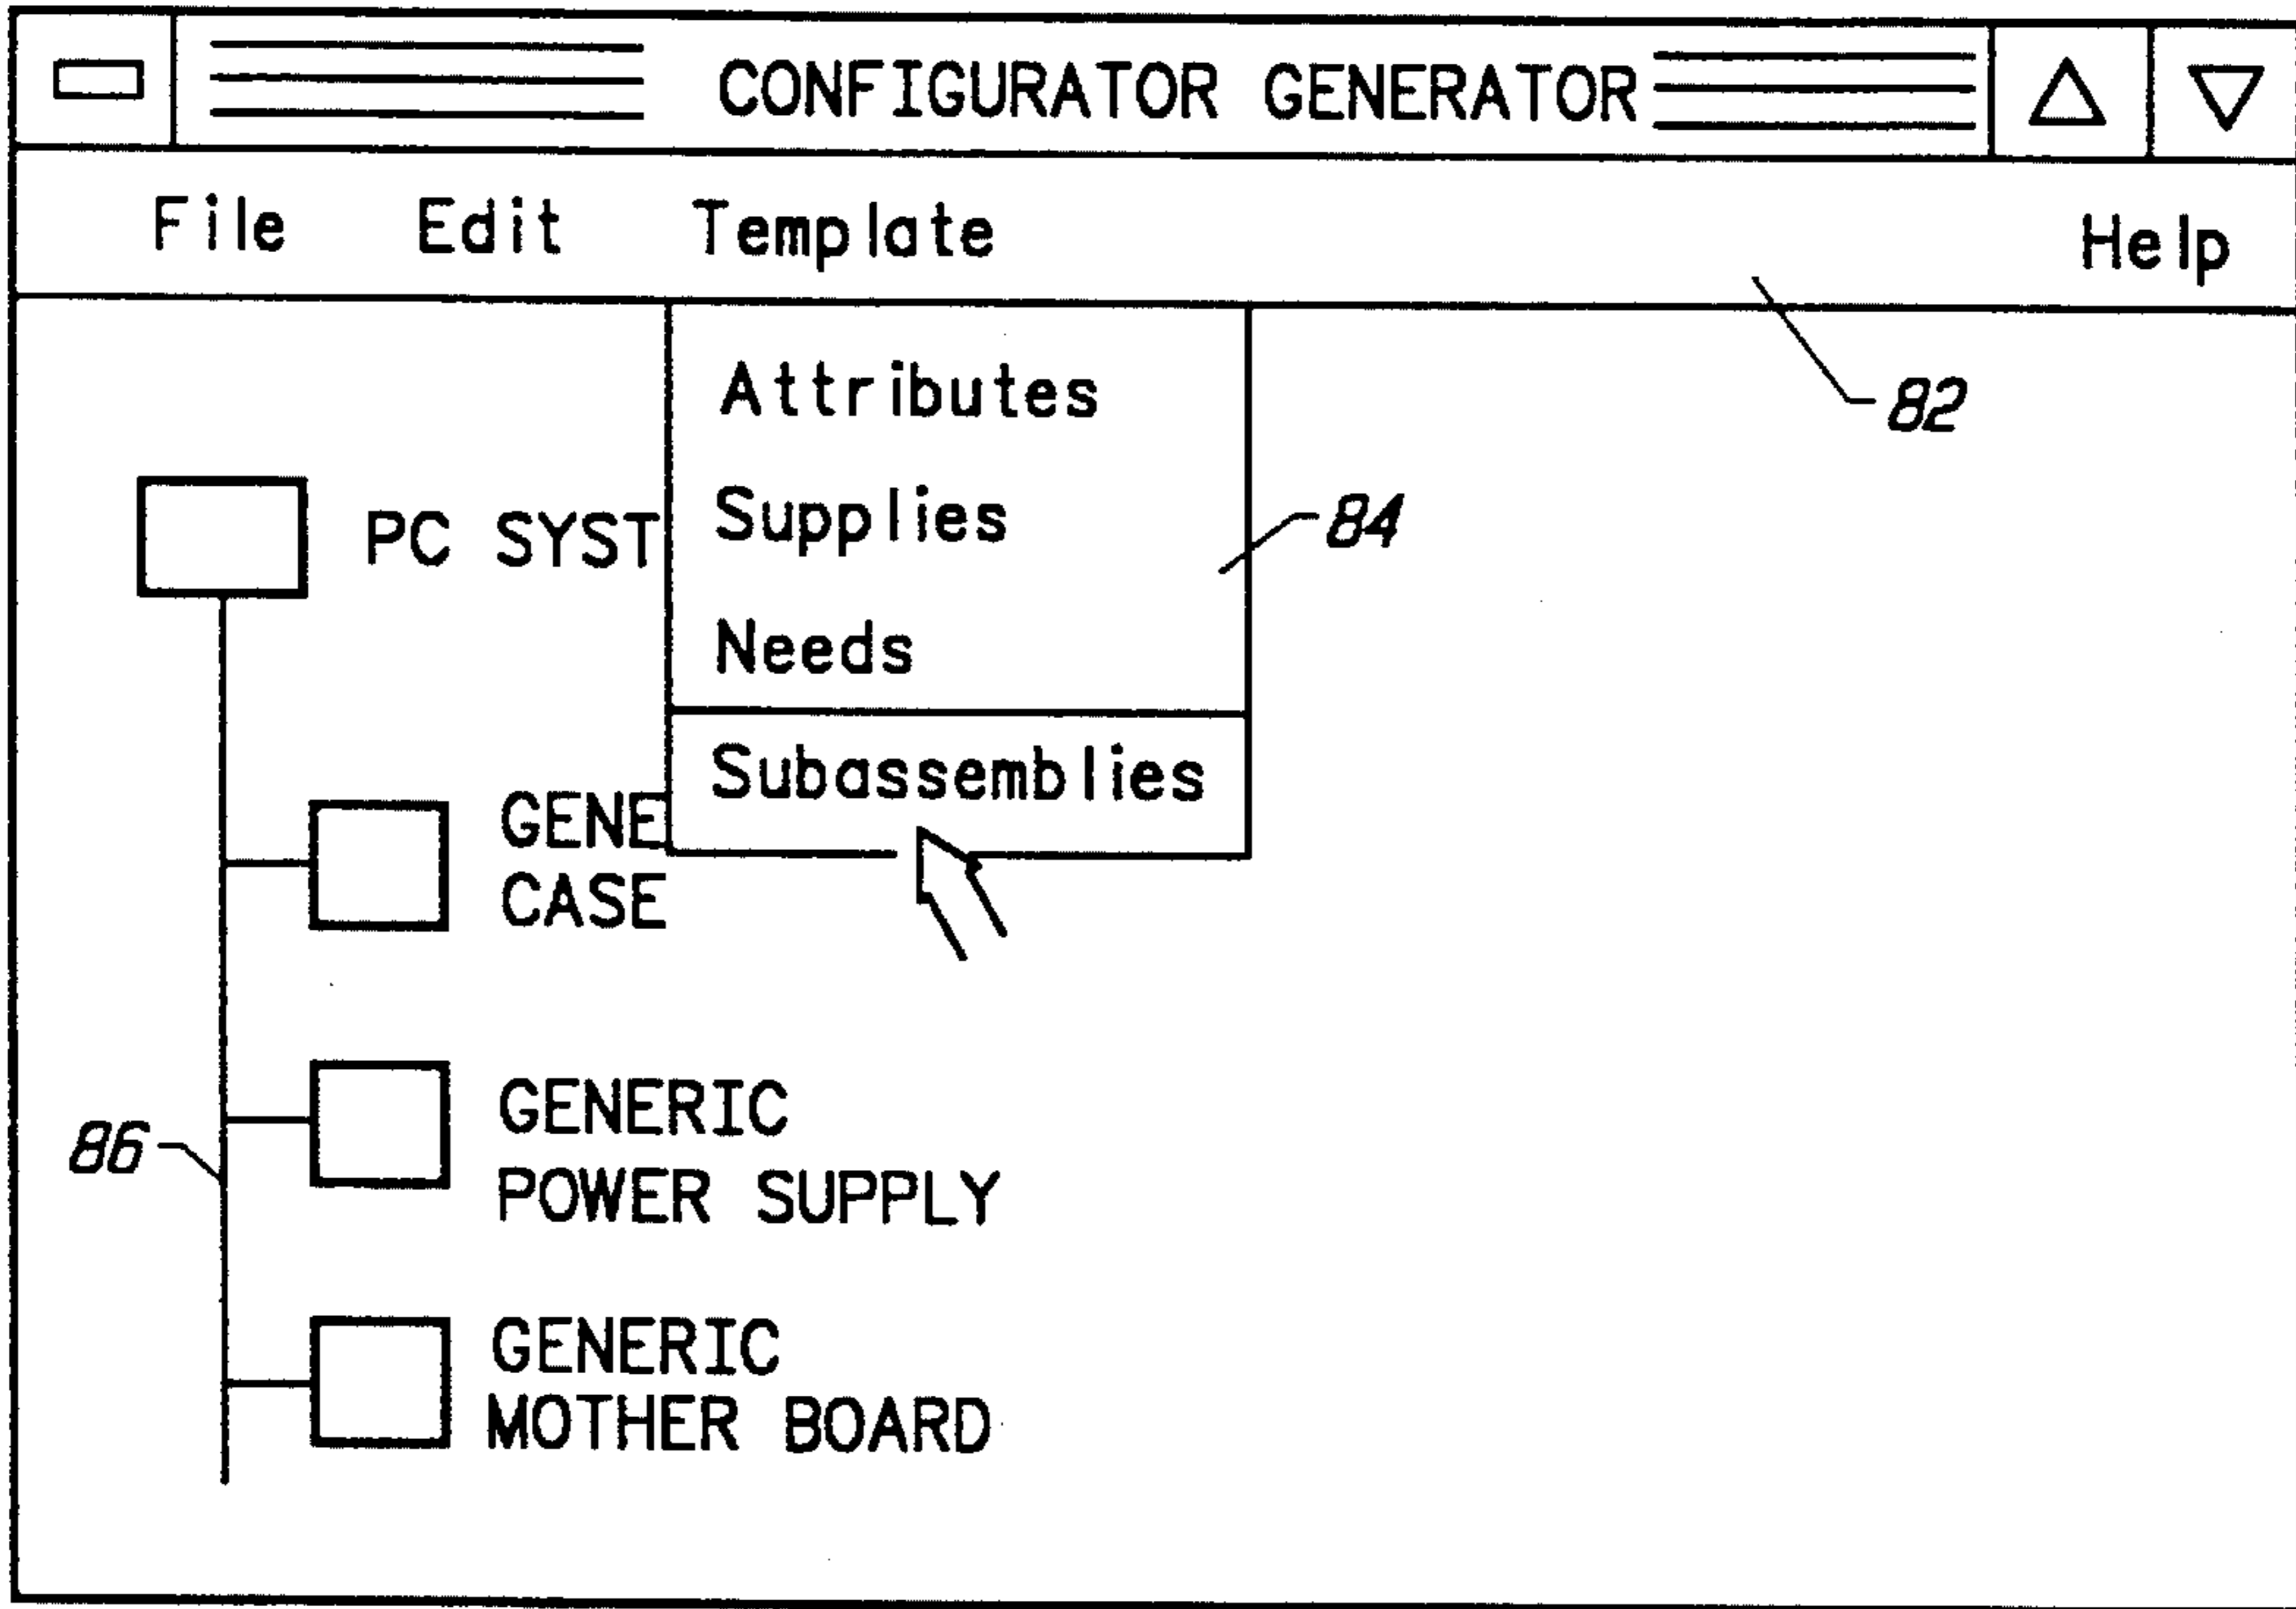 CONFIGURATOR GENERATOR
File Edit Template Help
Attributes
82
Supplies
84
PC SYST
Needs
Subassemblies
GENE
CASE
GENERIC
POWER SUPPLY
86
GENERIC
MOTHER BOARD